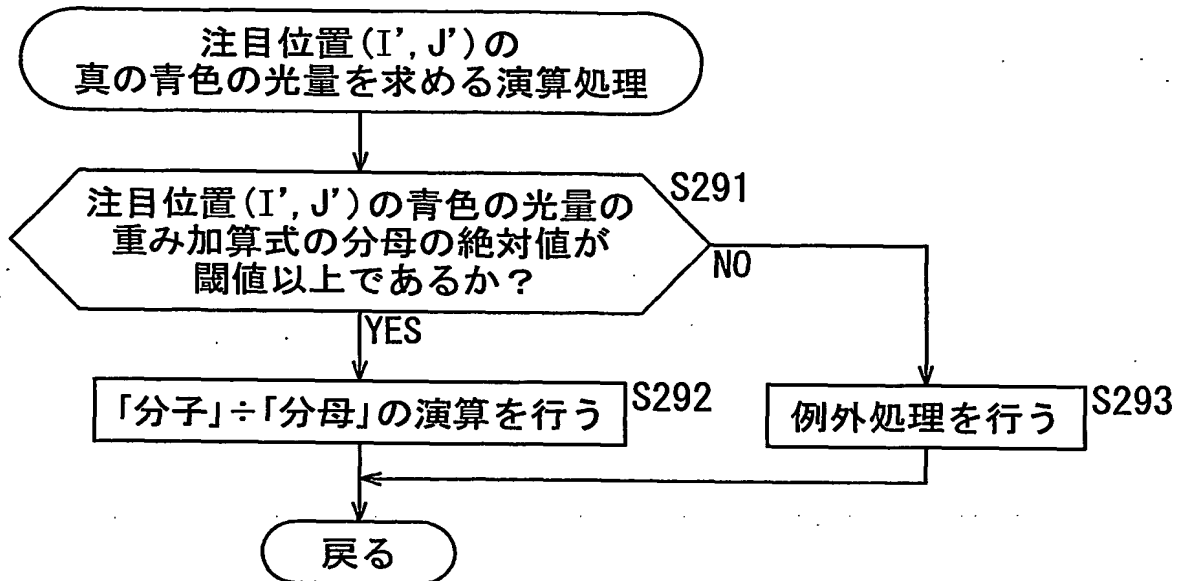 注目位置(I', J')の
真の青色の光量を求める演算処理
注目位置(I', J')の青色の光量の
重み加算式の分母の絶対値が
閾値以上であるか?
S291
NO
YES
「分子」÷「分母」の演算を行う
S292
例外処理を行う
S293
戻る